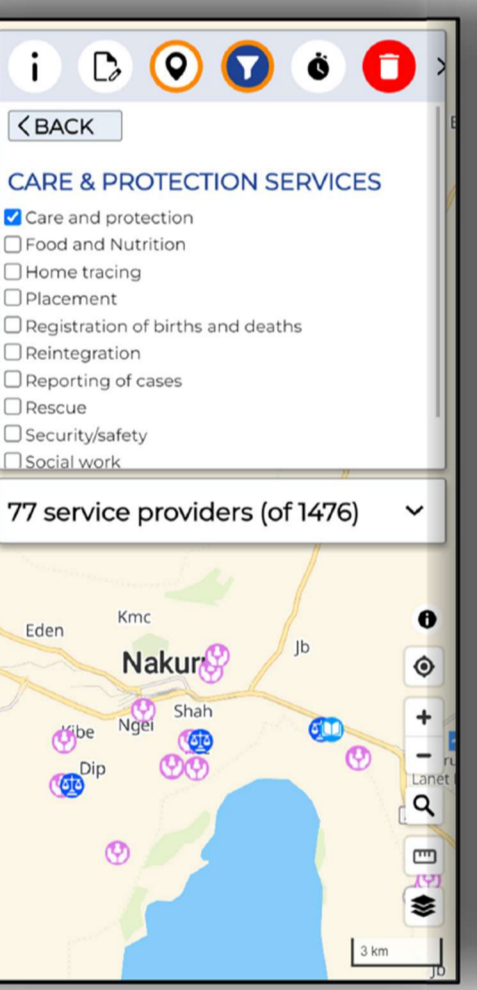 BACK
CARE & PROTECTION SERVICES
Care and protection
Food and Nutrition
Home tracing
Placement
Registration of births and deaths
Reintegration
Reporting of cases
Rescue
Security/safety
Social work
77 service providers (of 1476)
Kmc
Eden
Jb
Shah
Ngei
Dip
Lanet
3 km
Jb